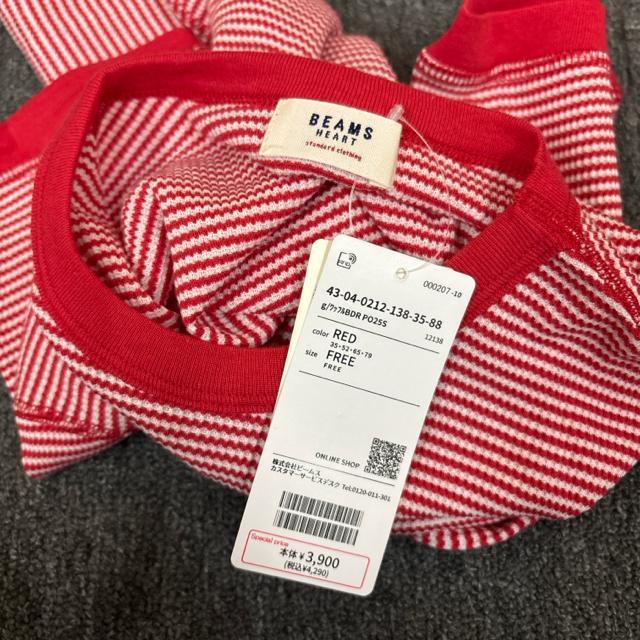 BEAMS
HEART
standard clothing
000207 -10
43-04-0212-138-35-88
g/ﾜｯﾌﾙBDR PO25S
12138
color RED
35-52-65-79
size FREE
FREE
ONLINE SHOP
株式会社ビームス
カスタマーサービスデスク Tel.0120-011-301
Special price
本体¥3,900
(税込¥4,290)